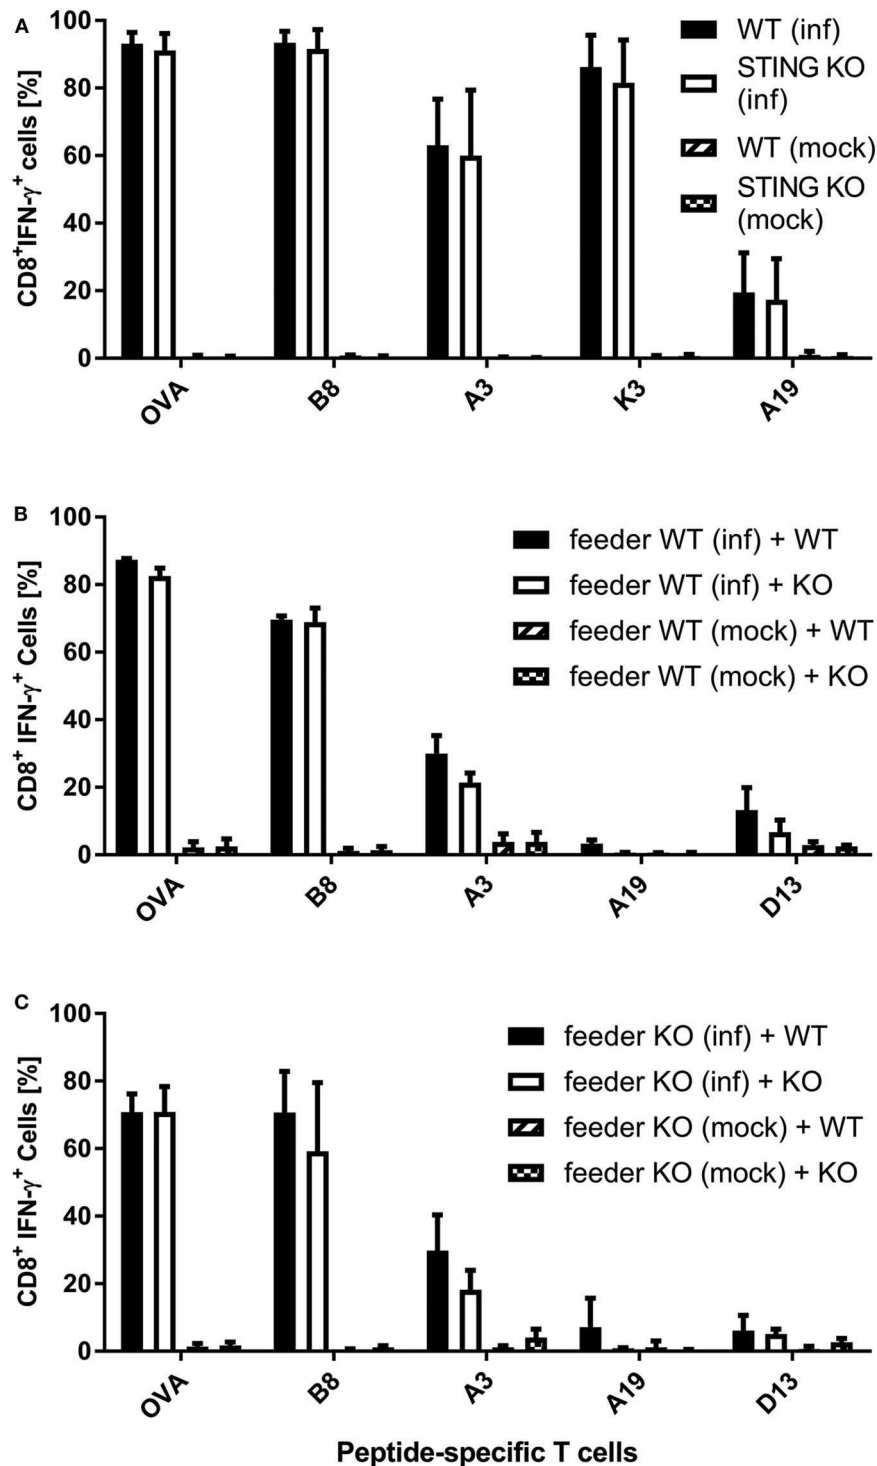 A
CD8⁺IFN-γ⁺ cells [%]
100
80
60
40
20
0
WT (inf)
STING KO
(inf)
WT (mock)
STING KO
(mock)
OVA
B8
A3
K3
A19
B
CD8⁺ IFN-γ⁺ Cells [%]
100
80
60
40
20
0
feeder WT (inf) + WT
feeder WT (inf) + KO
feeder WT (mock) + WT
feeder WT (mock) + KO
OVA
B8
A3
A19
D13
C
CD8⁺ IFN-γ⁺ Cells [%]
100
80
60
40
20
0
feeder KO (inf) + WT
feeder KO (inf) + KO
feeder KO (mock) + WT
feeder KO (mock) + KO
OVA
B8
A3
A19
D13
Peptide-specific T cells